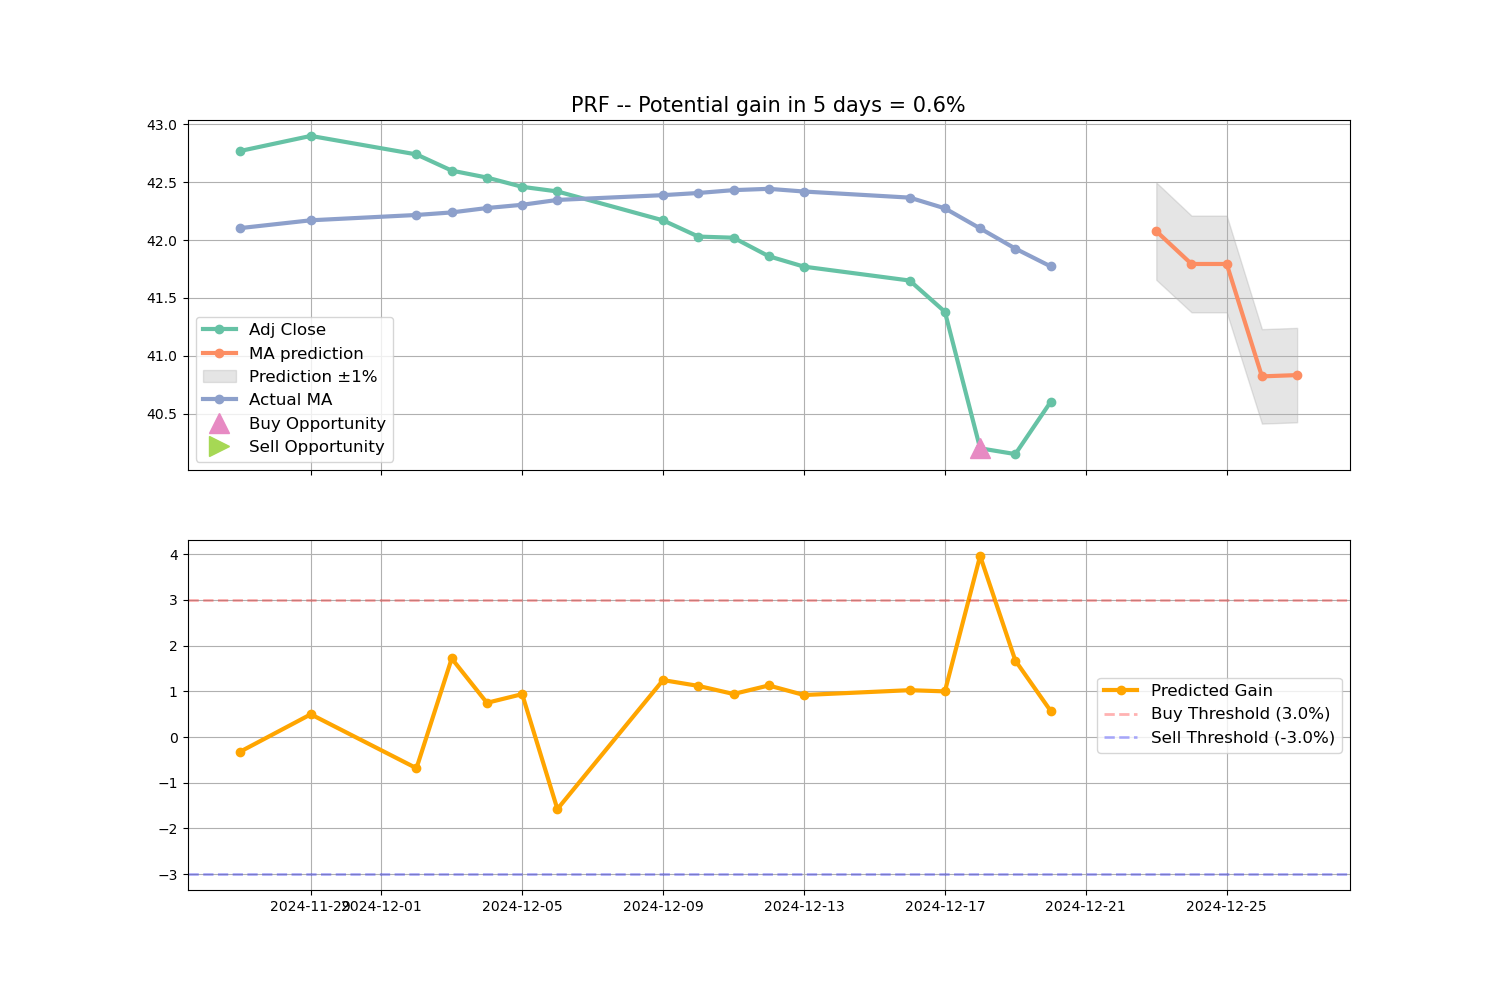 PRF -- Potential gain in 5 days = 0.6%
43.0
42.5
42.0
41.5
41.0
40.5
Adj Close
MA prediction
Prediction ±1%
Actual MA
Buy Opportunity
Sell Opportunity
4
3
2
1
0
−1
−2
−3
Predicted Gain
Buy Threshold (3.0%)
Sell Threshold (-3.0%)
2024-11-29 2024-12-01 2024-12-05 2024-12-09 2024-12-13 2024-12-17 2024-12-21 2024-12-25